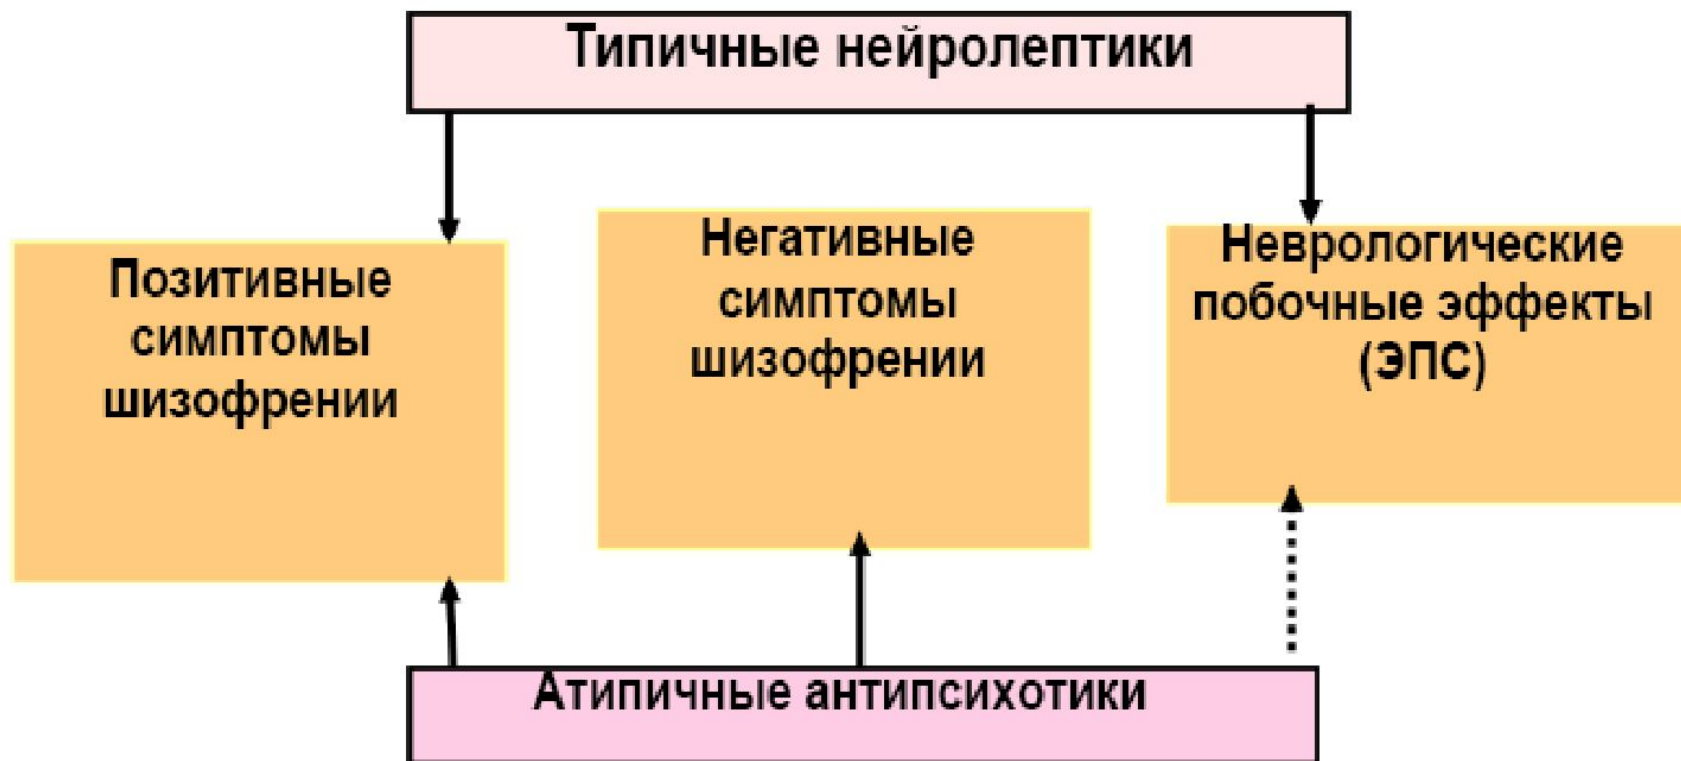 Типичные нейролептики
Позитивные
симптомы
шизофрении
Негативные
симптомы
шизофрении
Неврологические
побочные эффекты
(ЭПС)
Атипичные антипсихотики